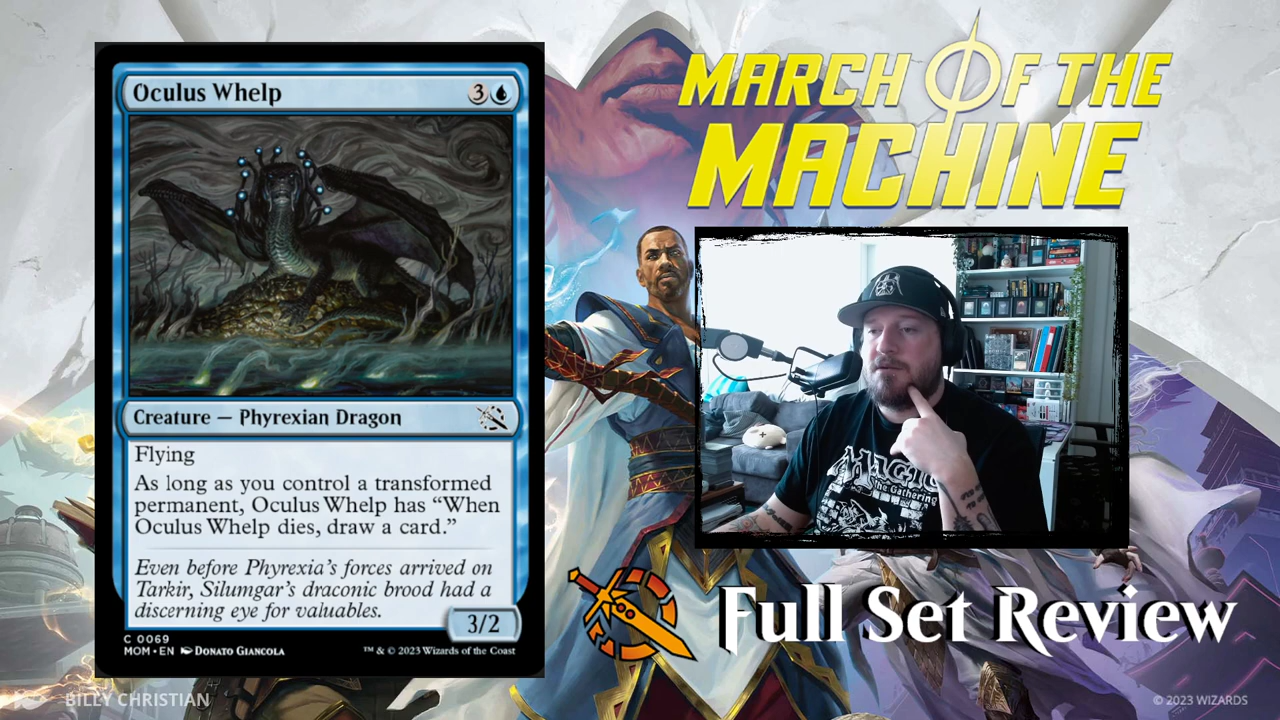 Oculus Whelp 3
Creature — Phyrexian Dragon
Flying
As long as you control a transformed
permanent, Oculus Whelp has “When
Oculus Whelp dies, draw a card.”
Even before Phyrexia’s forces arrived on
Tarkir, Silumgar’s draconic brood had a
discerning eye for valuables.
3/2
C 0069
MOM • EN DONATO GIANCOLA
™ & © 2023 Wizards of the Coast
MARCH OF THE
MACHINE
MAGIC
the Gathering
Full Set Review
BILLY CHRISTIAN
© 2023 WIZARDS